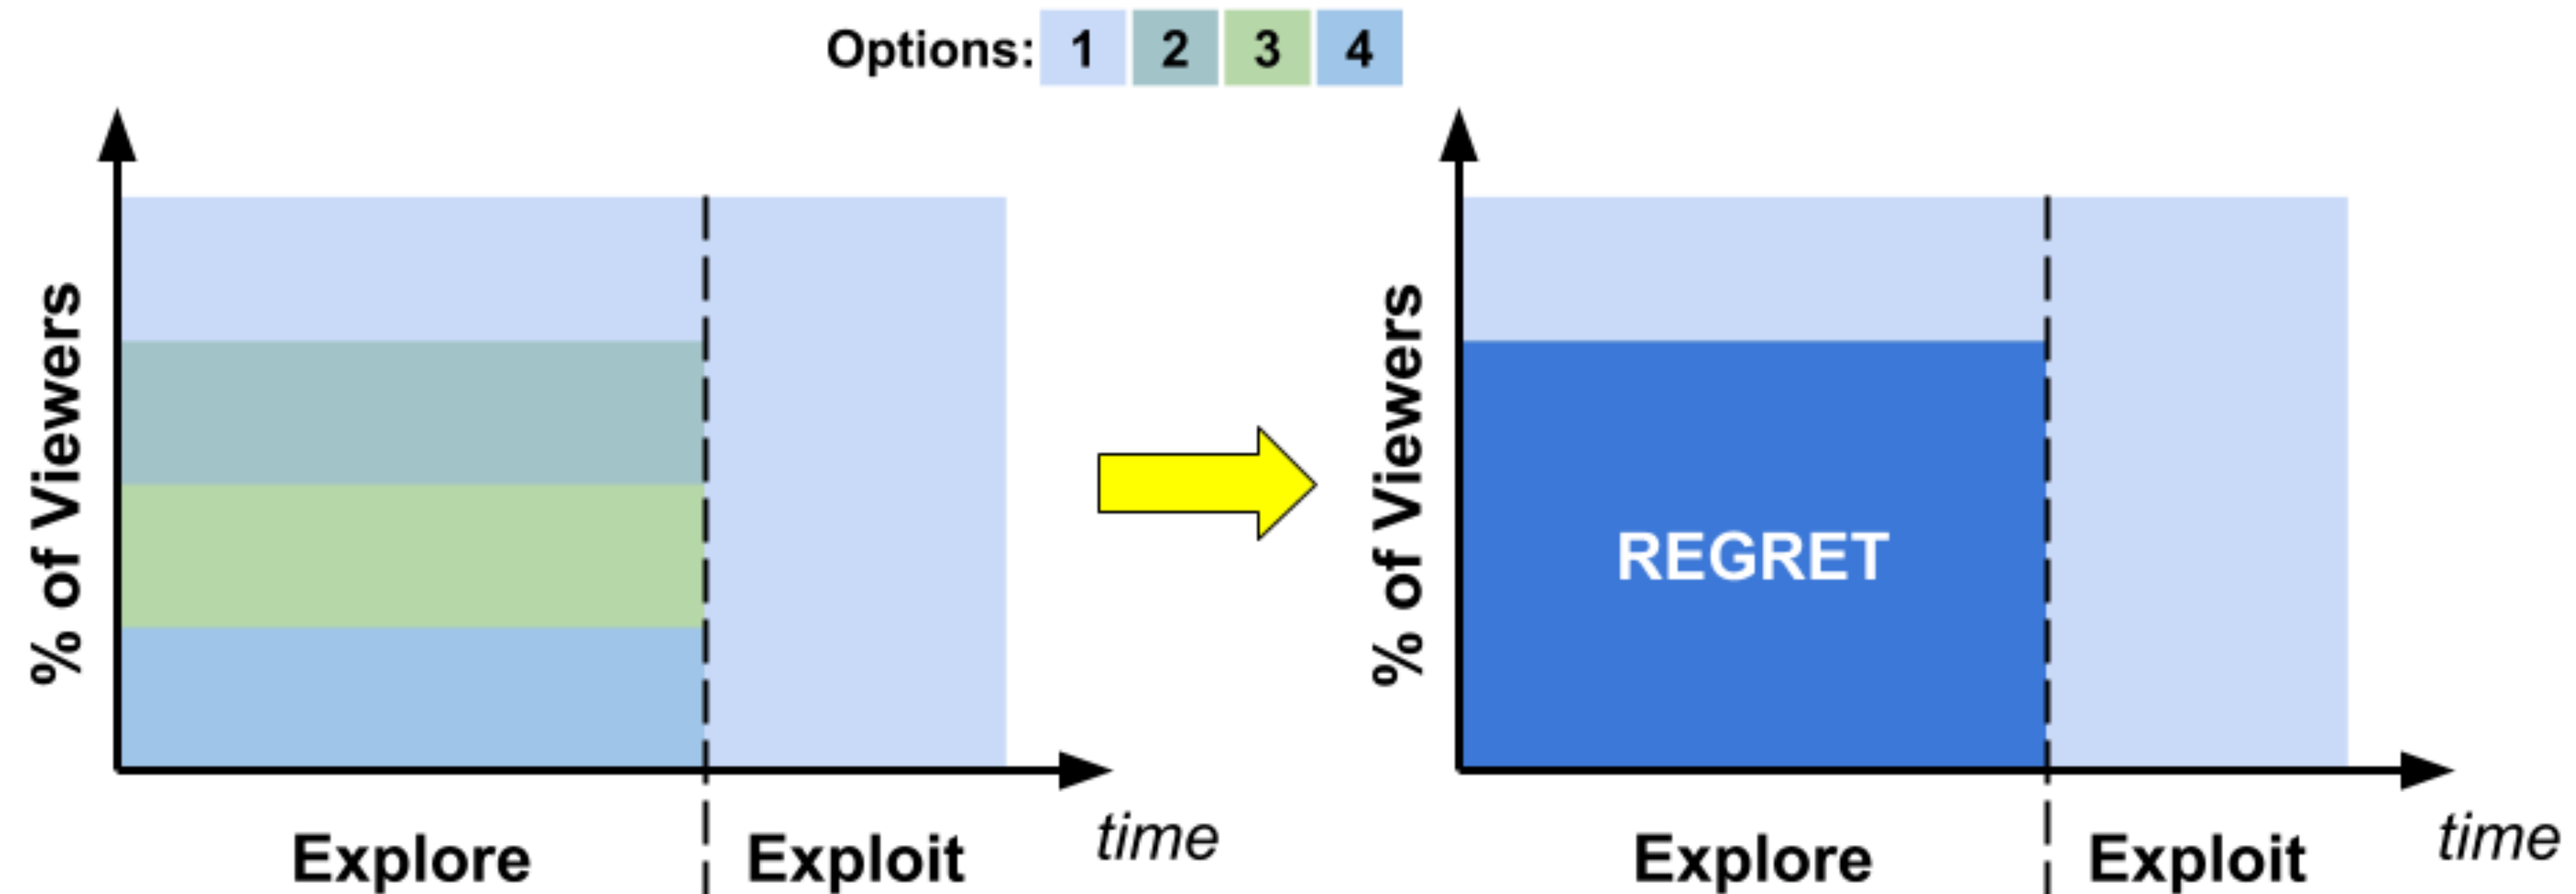 Options: 1 2 3 4
% of Viewers
Explore
Exploit
time
% of Viewers
REGRET
Explore
Exploit
time